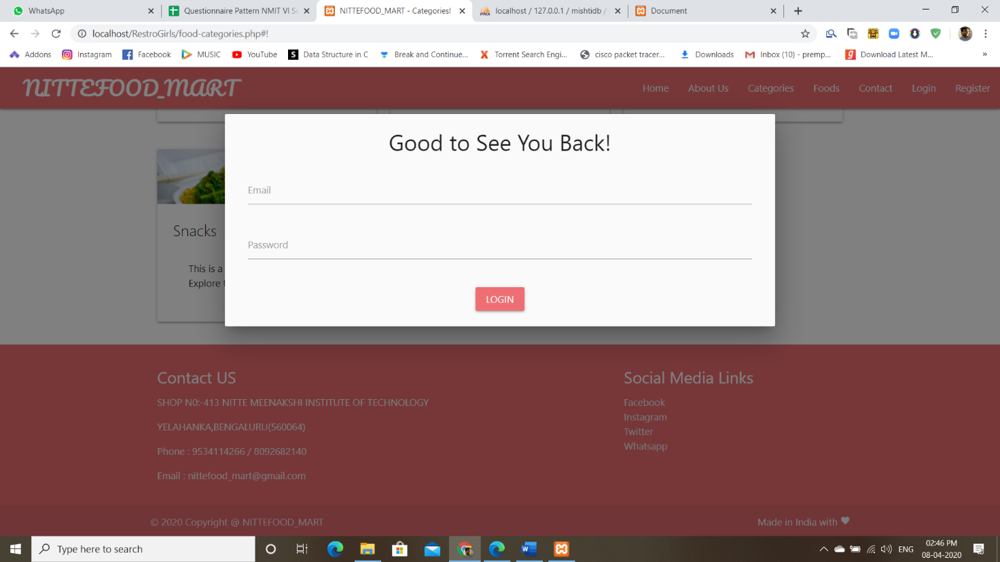 WhatsApp
Questionnaire Pattern NMIT VI Se
NITTEFOOD_MART - Categories!
localhost / 127.0.0.1 / mishtidb /
Document
localhost/RestroGirls/food-categories.php#!
Addons
Instagram
Facebook
MUSIC
YouTube
Data Structure in C
Break and Continue...
Torrent Search Engi...
cisco packet tracer...
Downloads
Inbox (10) - premp...
Download Latest M...
»
NITTEFOOD_MART
Home
About Us
Categories
Foods
Contact
Login
Register
Good to See You Back!
Email
Password
LOGIN
Snacks
This is a
Explore t
Contact US
SHOP N0:-413 NITTE MEENAKSHI INSTITUTE OF TECHNOLOGY
YELAHANKA,BENGALURU(560064)
Phone : 9534114266 / 8092682140
Email : nittefood_mart@gmail.com
Social Media Links
Facebook
Instagram
Twitter
Whatsapp
© 2020 Copyright @ NITTEFOOD_MART
Made in India with ♥
Type here to search
ENG
02:46 PM
08-04-2020